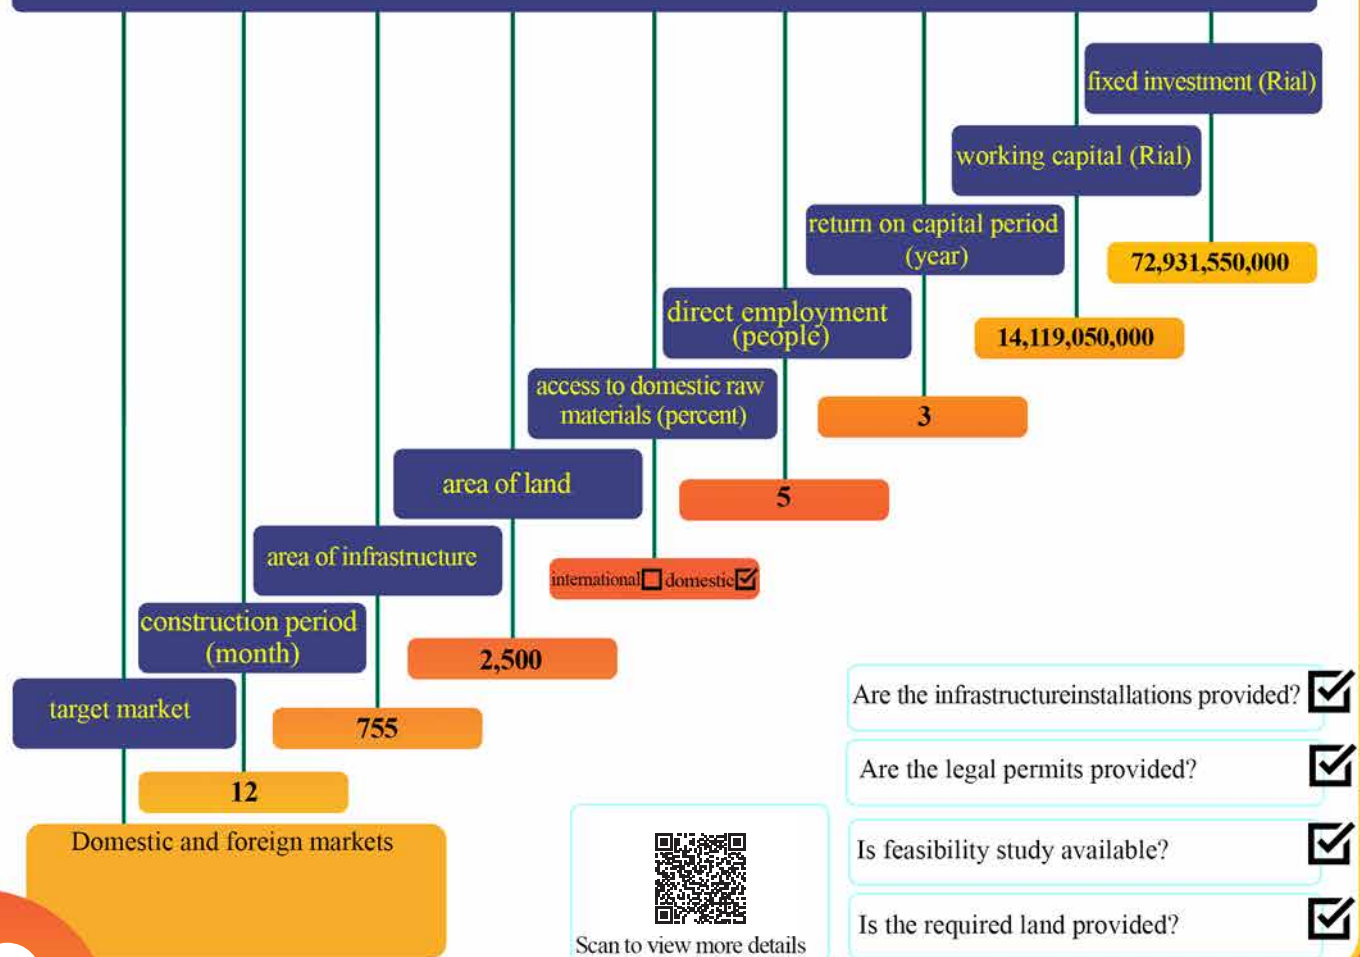 fixed investment (Rial)
72,931,550,000
working capital (Rial)
14,119,050,000
return on capital period
(year)
3
direct employment
(people)
5
access to domestic raw
materials (percent)
international domestic
area of land
2,500
area of infrastructure
755
construction period
(month)
12
target market
Domestic and foreign markets
Are the infrastructureinstallations provided?
Are the legal permits provided?
Is feasibility study available?
Is the required land provided?
Scan to view more details